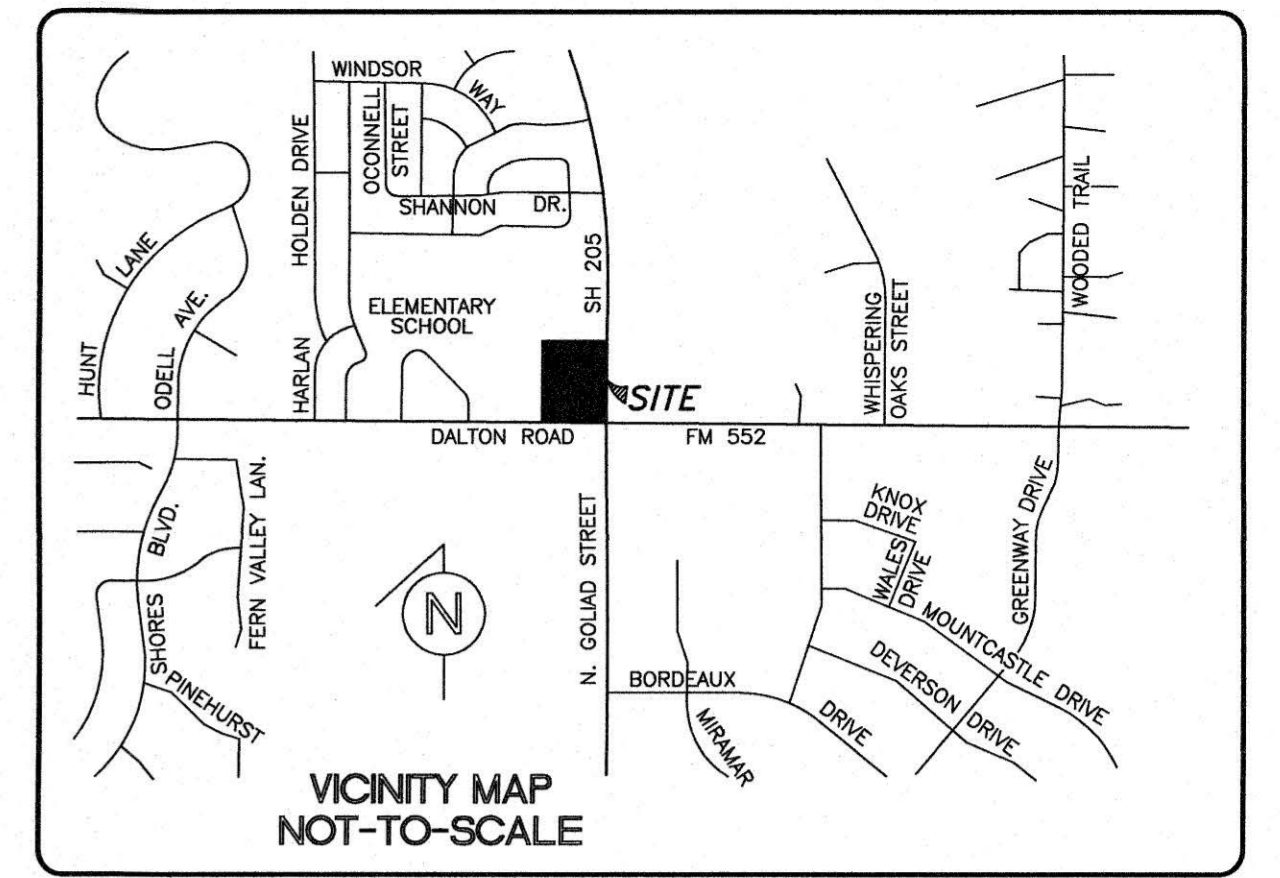 WINDSOR
WAY
OCONNELL
STREET
HOLDEN DRIVE
SHANNON DR.
LANE
HUNT
ODELL AVE.
HARLAN
ELEMENTARY
SCHOOL
SH 205
SITE
WHISPERING
OAKS STREET
WOODED TRAIL
DALTON ROAD
FM 552
SHORES BLVD.
FERN VALLEY LAN.
PINEHURST
N
N. GOLIAD STREET
BORDEAUX
DRIVE
MIRAMAR
KNOX
DRIVE
WALES
DRIVE
MOUNTCASTLE DRIVE
DEVERSON DRIVE
GREENWAY DRIVE
VICINITY MAP
NOT-TO-SCALE